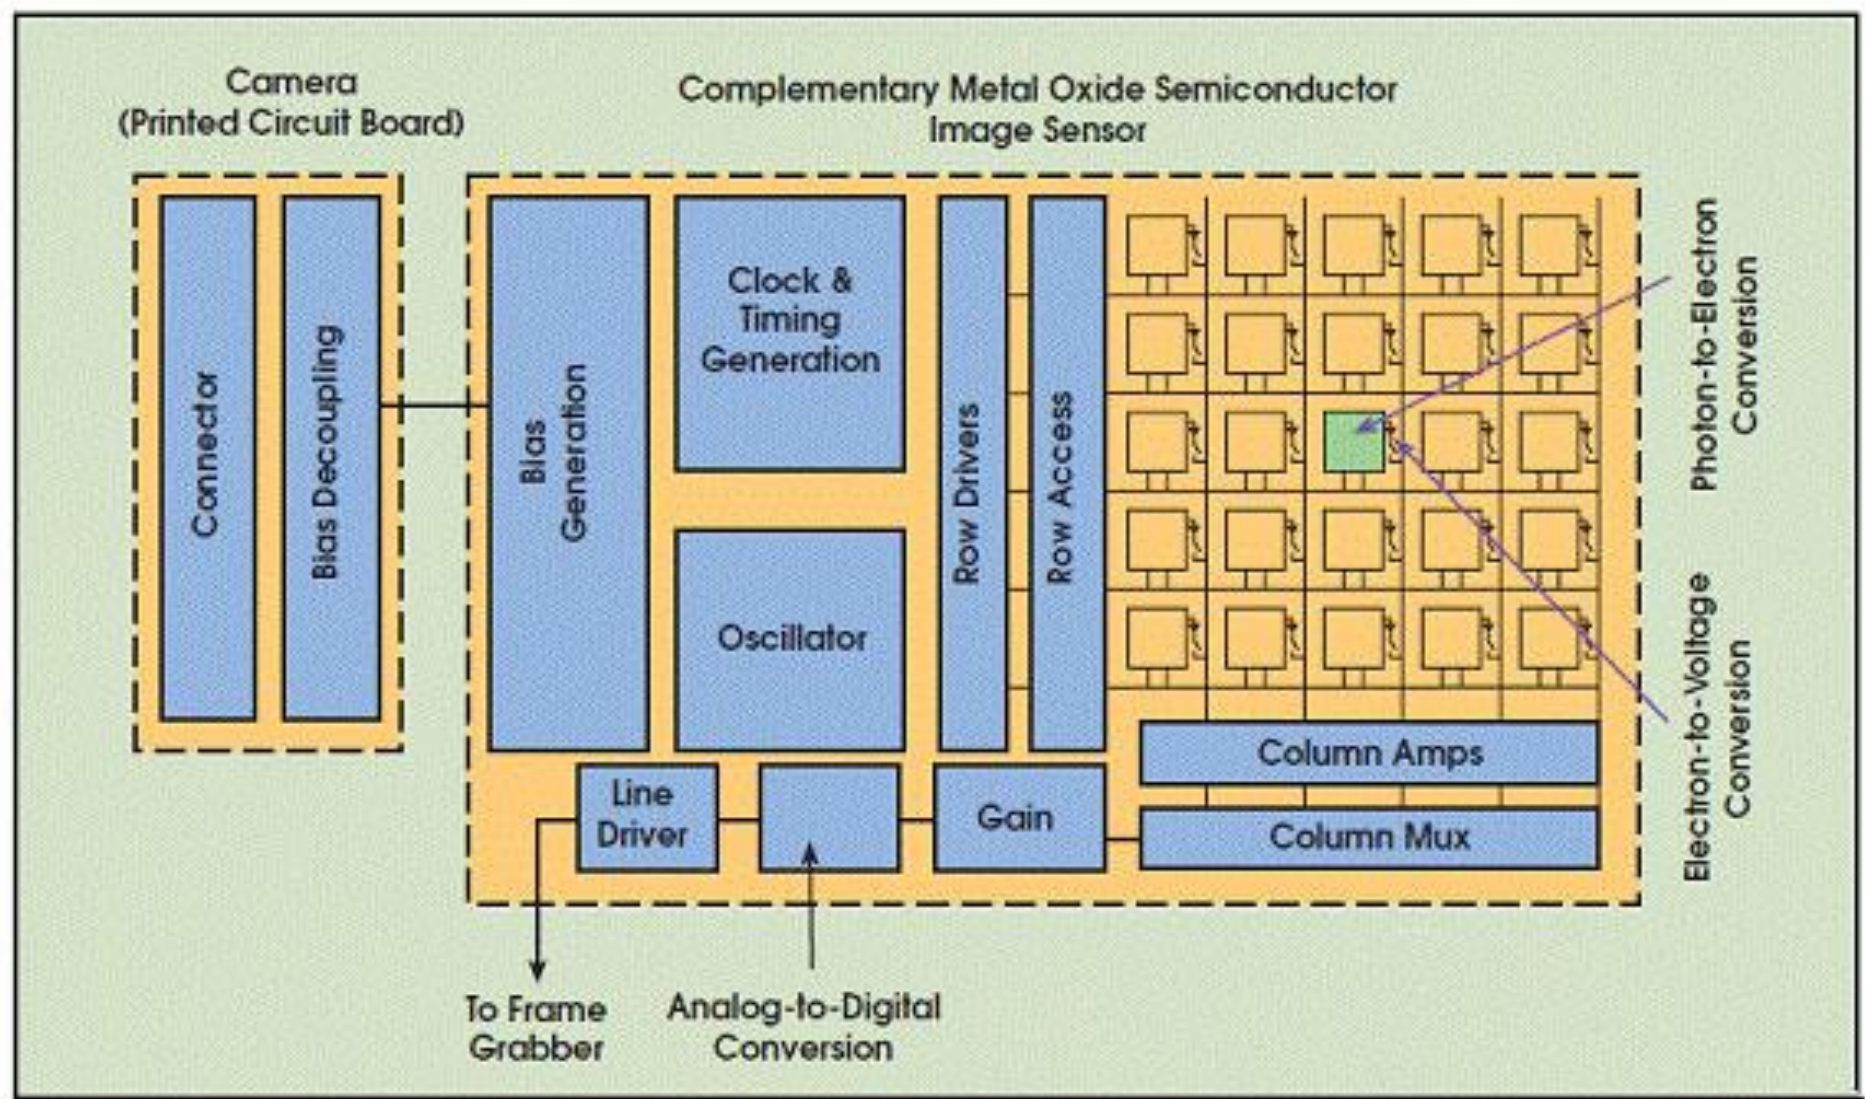 Camera
(Printed Circuit Board)
Complementary Metal Oxide Semiconductor
Image Sensor
Connector
Bias Decoupling
Bias
Generation
Clock &
Timing
Generation
Oscillator
Row Drivers
Row Access
Photon-to-Electron
Conversion
Electron-to-Voltage
Conversion
Column Amps
Column Mux
Gain
Line
Driver
To Frame
Grabber
Analog-to-Digital
Conversion